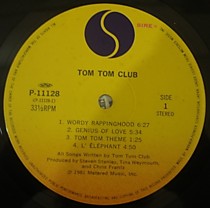 SIRE
TOM TOM CLUB
P-11128
33⅓RPM
SIDE
1
STEREO
1. WORDY RAPPINGHOOD 6:27
2. GENIUS OF LOVE 5:34
3. TOM TOM THEME 1:25
4. L' ÉLÉPHANT 4:50
All Songs Written by Tom Tom Club
Produced by Steven Stanley, Tina Weymouth,
and Chris Frantz
℗ 1981 Metered Music, Inc.